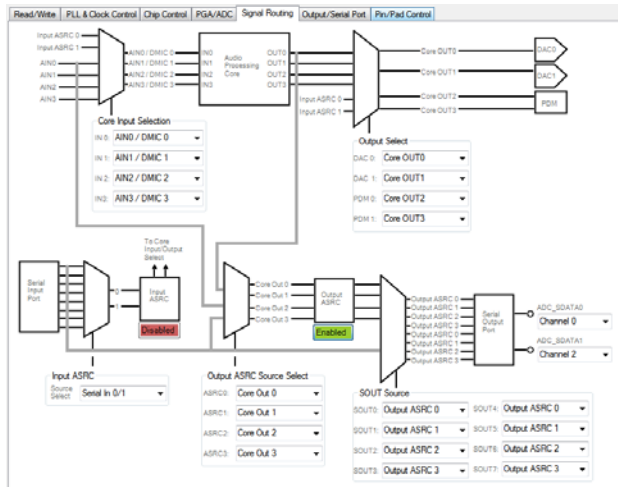 Read/Write PLL & Clock Control Chip Control PGA/ADC Signal Routing Output/Serial Port Pin/Pad Control
Input ASRC 0
Input ASRC 1
AIN0
AIN1
AIN2
AIN3
AIN0 / DMIC 0
AIN1 / DMIC 1
AIN2 / DMIC 2
AIN3 / DMIC 3
IN0
IN1
IN2
IN3
Audio
Processing
Core
OUT0
OUT1
OUT2
OUT3
Input ASRC 0
Input ASRC 1
Core OUT0
Core OUT1
Core OUT2
Core OUT3
DAC0
DAC1
PDM
Core Input Selection
IN 0: AIN0 / DMIC 0
IN 1: AIN1 / DMIC 1
IN 2: AIN2 / DMIC 2
IN3: AIN3 / DMIC 3
Output Select
DAC 0: Core OUT0
DAC 1: Core OUT1
PDM 0: Core OUT2
PDM 1: Core OUT3
Serial
Input
Port
0
1
To Core
Input/Output
Select
Input
ASRC
Disabled
Core Out 0
Core Out 1
Core Out 2
Core Out 3
Output
ASRC
Enabled
Output ASRC 0
Output ASRC 1
Output ASRC 2
Output ASRC 3
Output ASRC 0
Output ASRC 1
Output ASRC 2
Output ASRC 3
Serial
Output
Port
ADC_SDATA0
Channel 0
ADC_SDATA1
Channel 2
Input ASRC
Source
Select Serial In 0/1
Output ASRC Source Select
ASRC0: Core Out 0
ASRC1: Core Out 1
ASRC2: Core Out 2
ASRC3: Core Out 3
SOUT Source
SOUT0: Output ASRC 0 SOUT4: Output ASRC 0
SOUT1: Output ASRC 1 SOUT5: Output ASRC 1
SOUT2: Output ASRC 2 SOUT6: Output ASRC 2
SOUT3: Output ASRC 3 SOUT7: Output ASRC 3